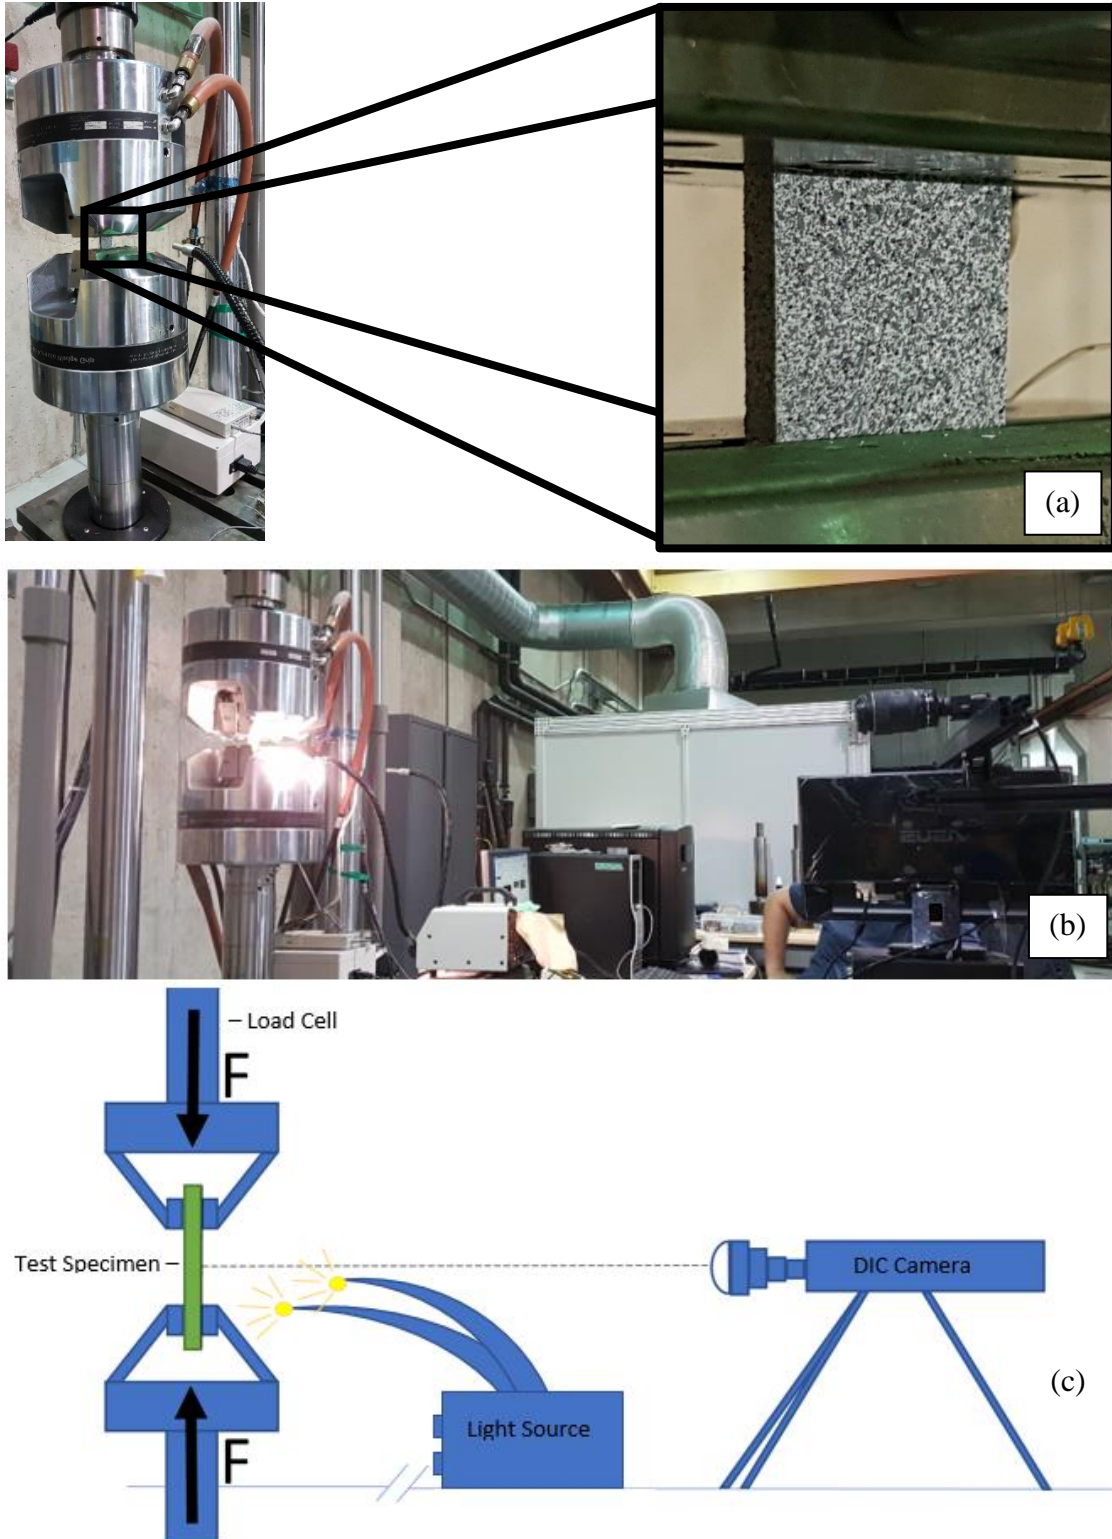 (a)
(b)
– Load Cell
F
Test Specimen –
DIC Camera
(c)
Light Source
F